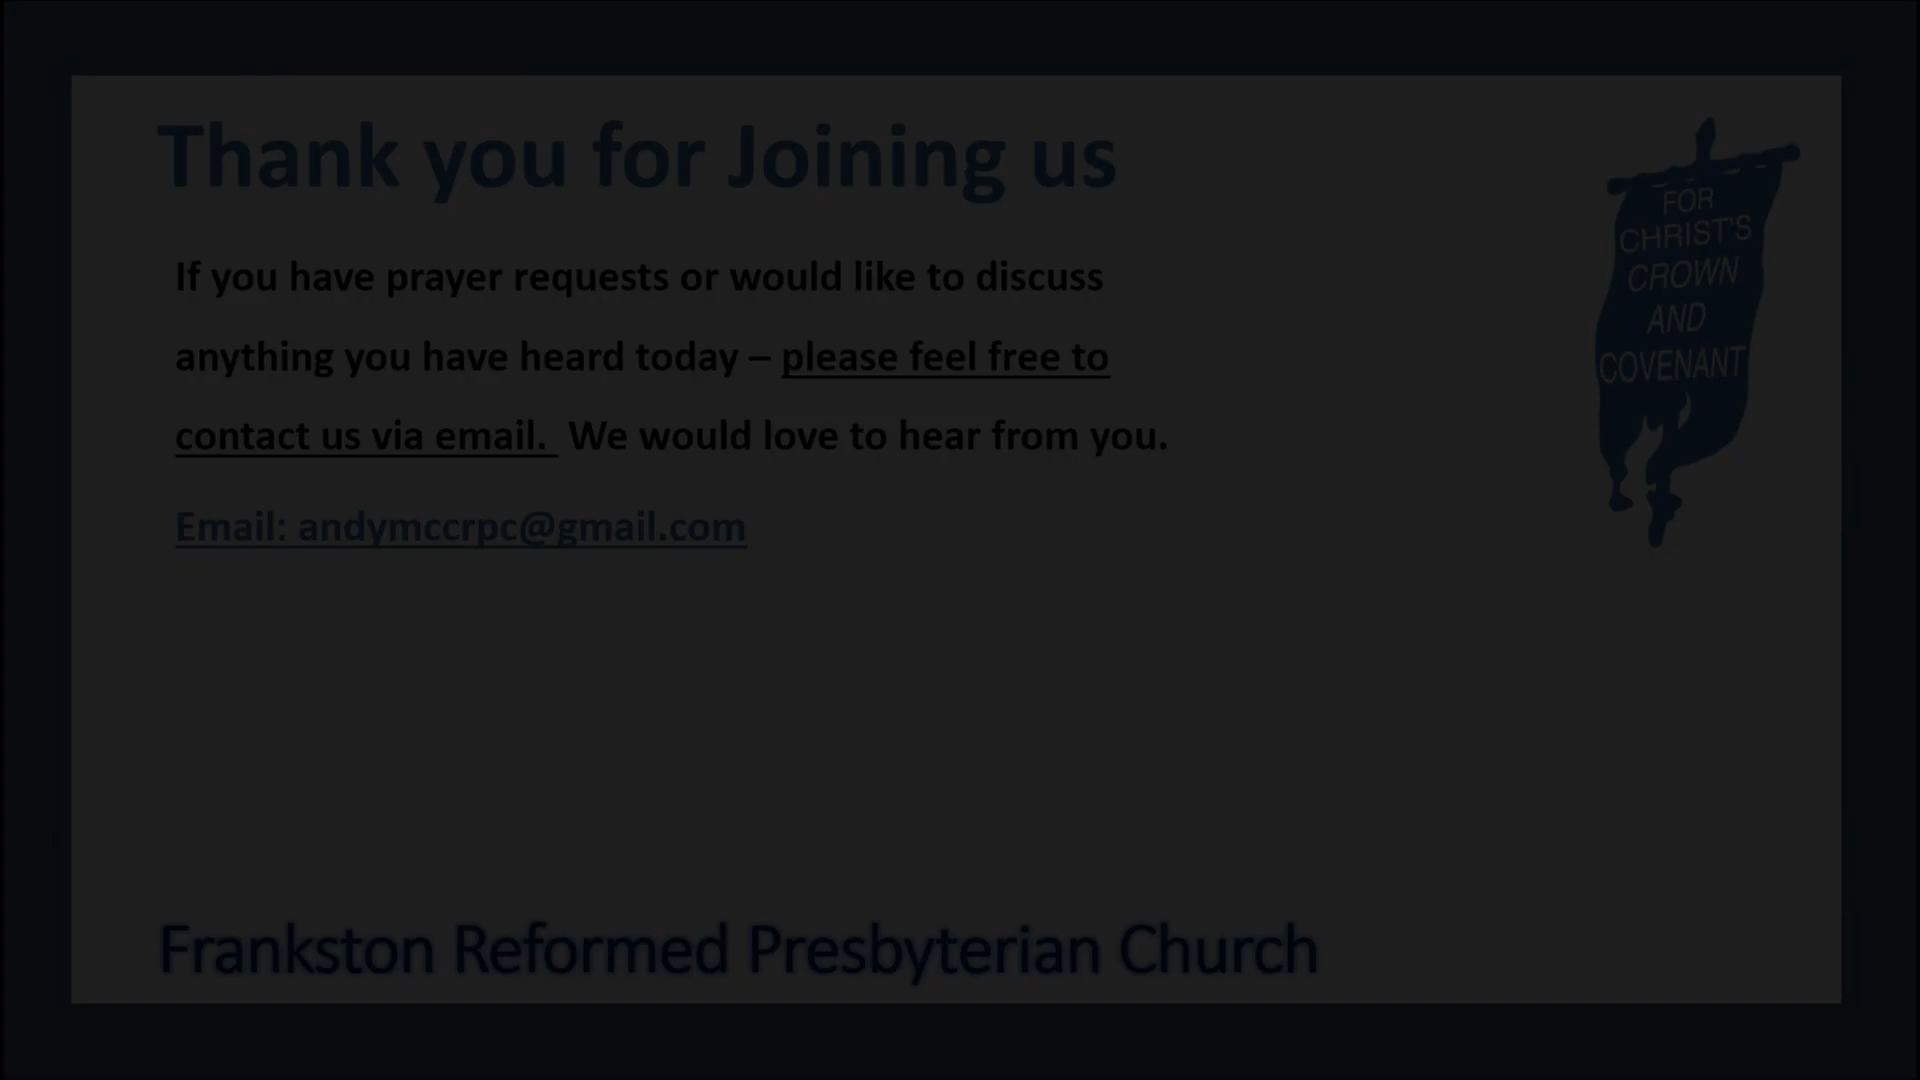 Thank you for Joining us
If you have prayer requests or would like to discuss
anything you have heard today – please feel free to
contact us via email. We would love to hear from you.
Email: andymccrpc@gmail.com
FOR
CHRIST'S
CROWN
AND
COVENANT
Frankston Reformed Presbyterian Church